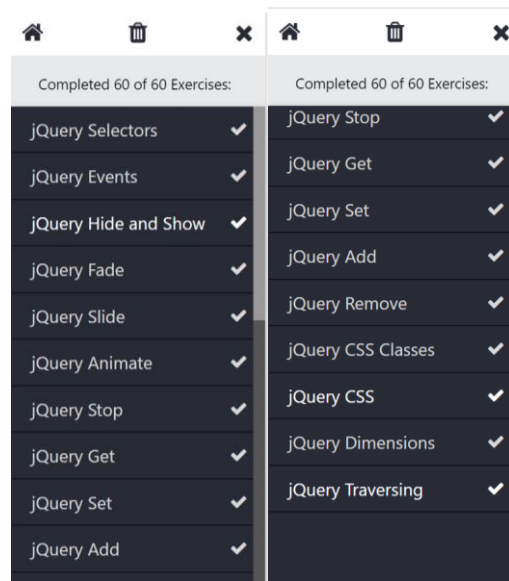 Completed 60 of 60 Exercises:
jQuery Selectors
jQuery Events
jQuery Hide and Show
jQuery Fade
jQuery Slide
jQuery Animate
jQuery Stop
jQuery Get
jQuery Set
jQuery Add
Completed 60 of 60 Exercises:
jQuery Stop
jQuery Get
jQuery Set
jQuery Add
jQuery Remove
jQuery CSS Classes
jQuery CSS
jQuery Dimensions
jQuery Traversing